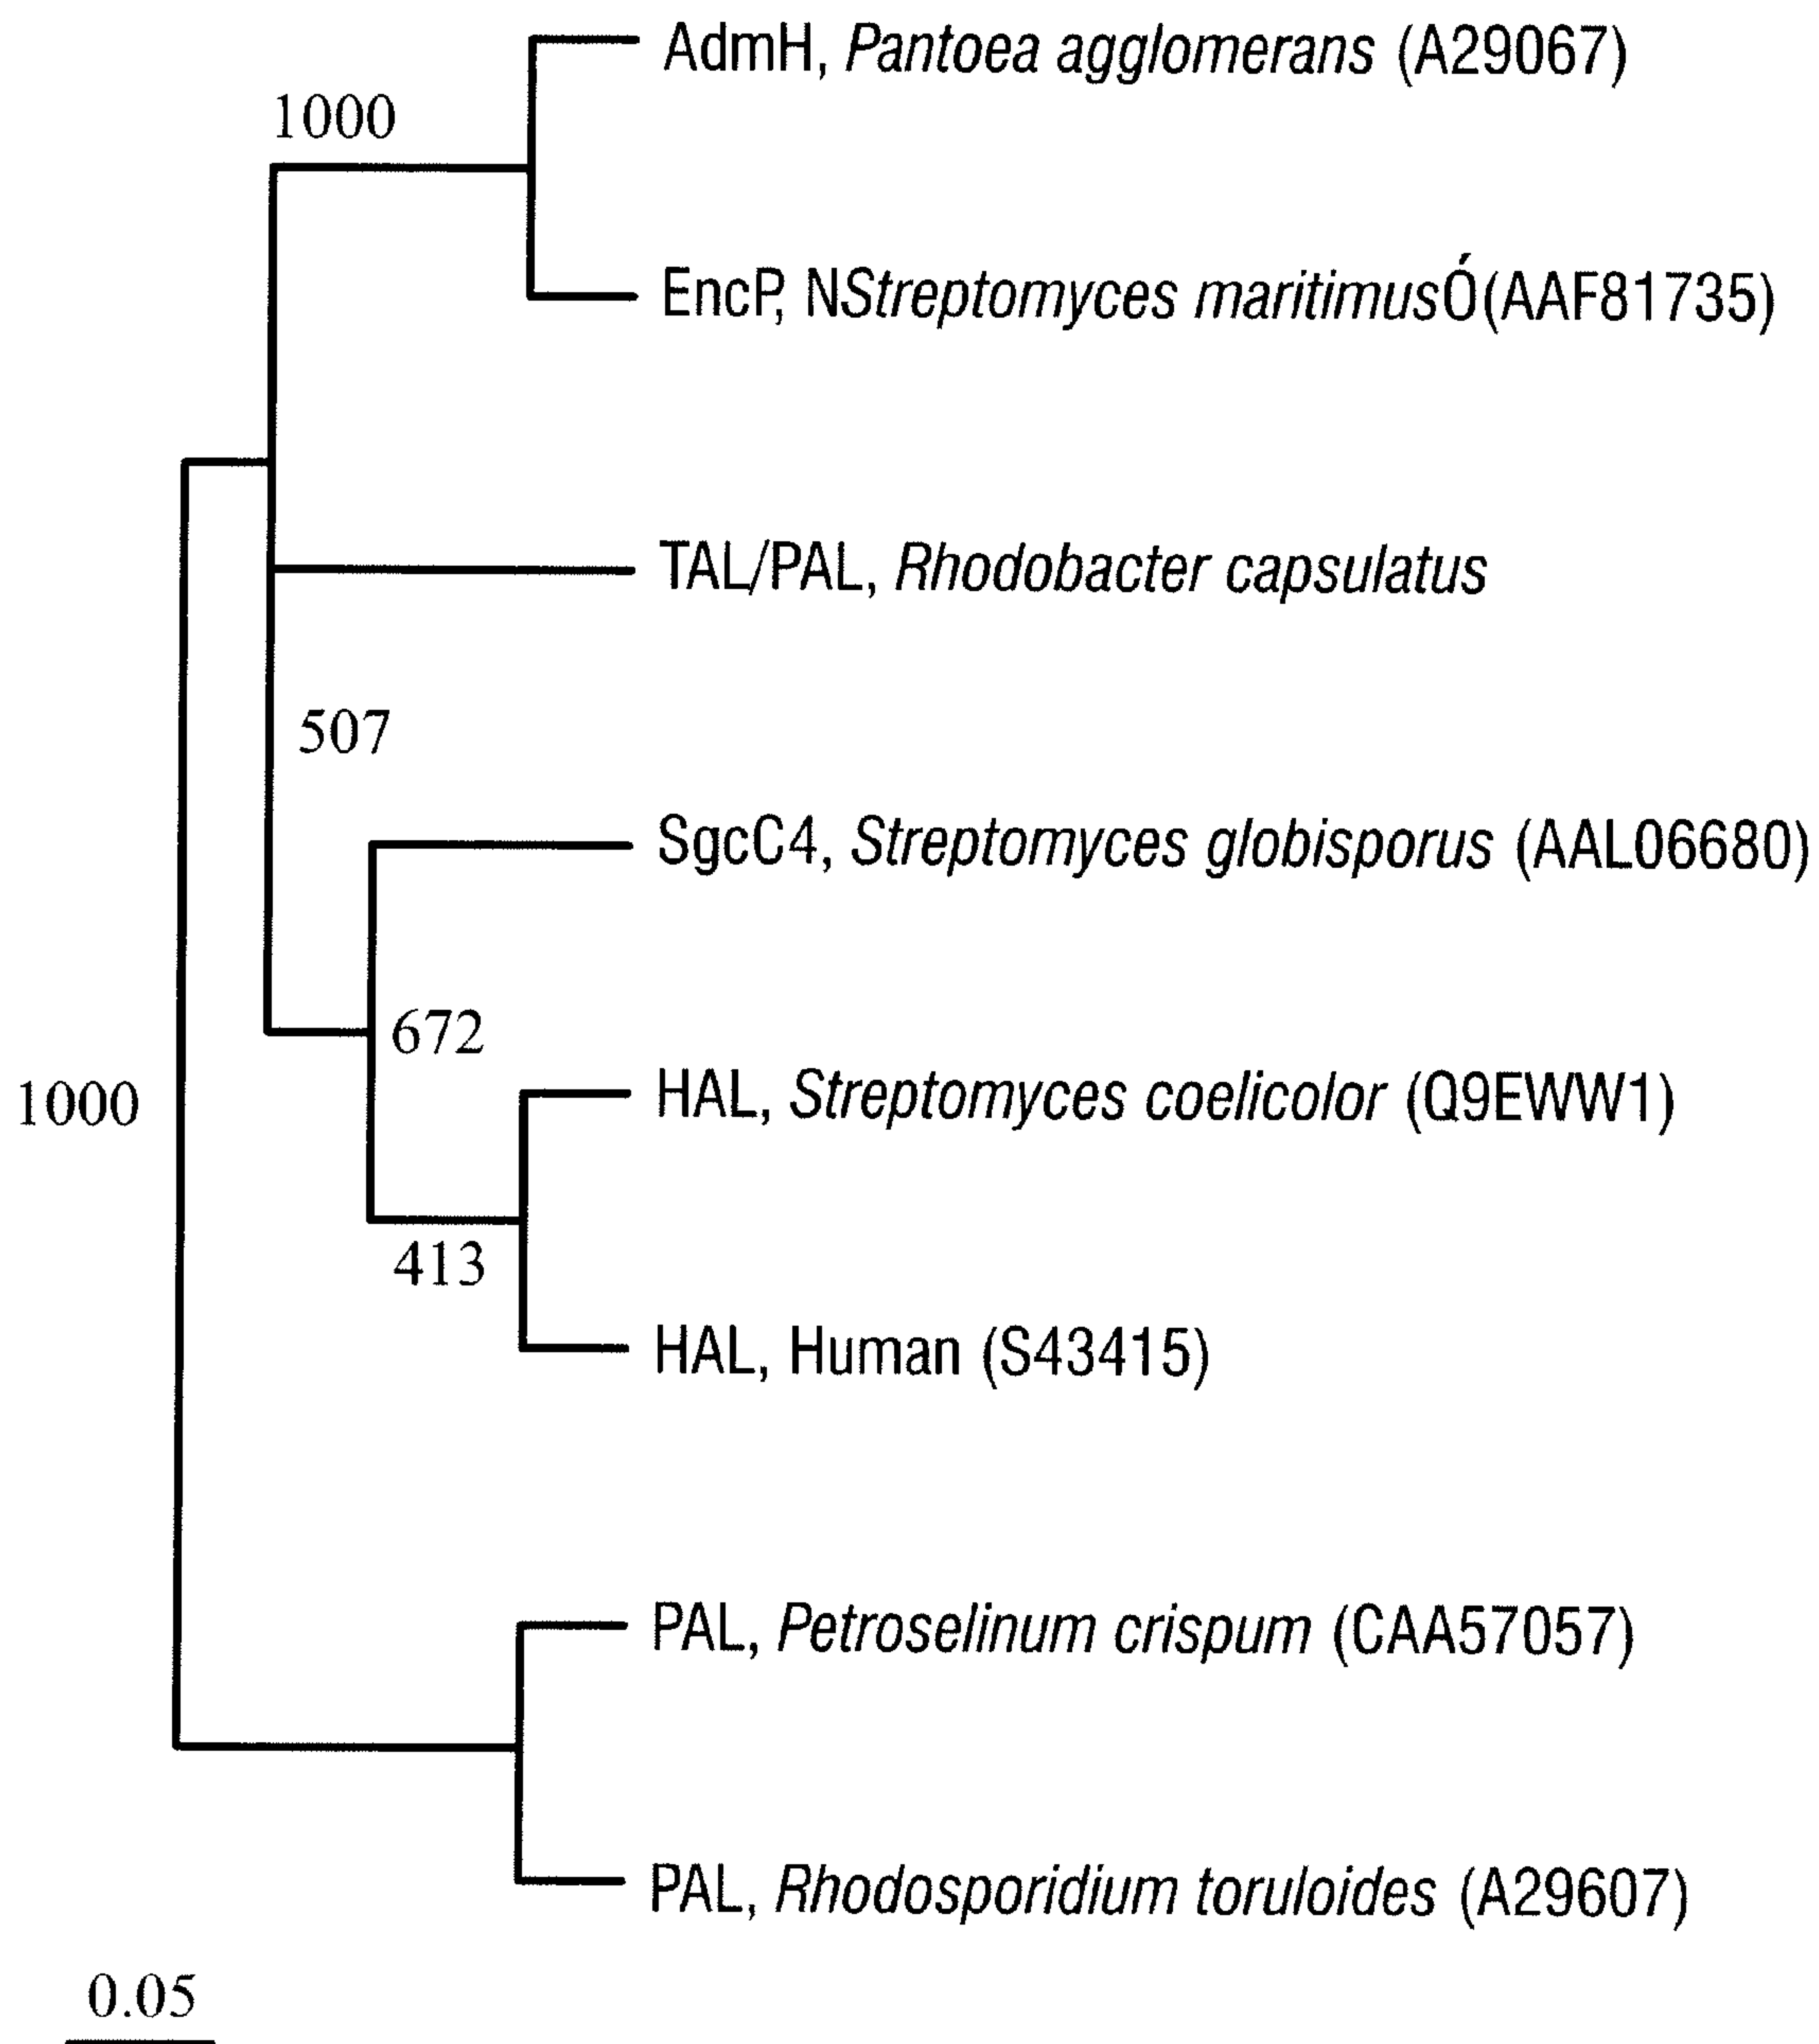 AdmH, Pantoea agglomerans (A29067)
1000
EncP, NStreptomyces maritimusÓ(AAF81735)
TAL/PAL, Rhodobacter capsulatus
507
SgcC4, Streptomyces globisporus (AAL06680)
672
HAL, Streptomyces coelicolor (Q9EWW1)
1000
413
HAL, Human (S43415)
PAL, Petroselinum crispum (CAA57057)
PAL, Rhodosporidium toruloides (A29607)
0.05